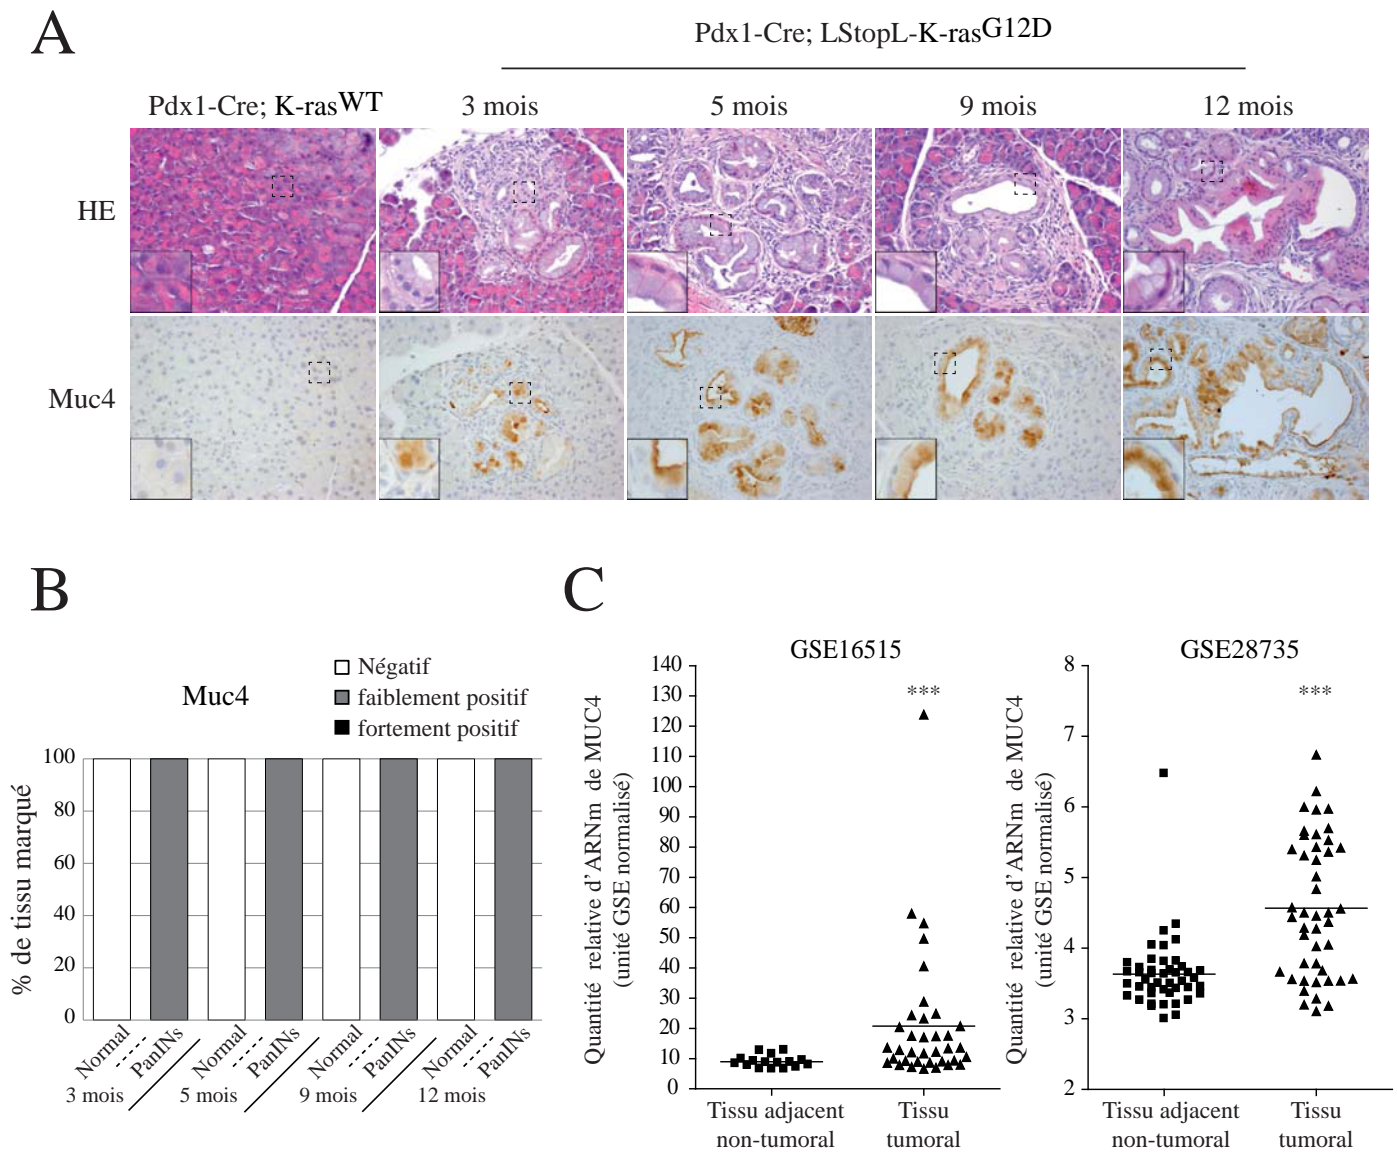 A
Pdx1-Cre; LStopL-K-rasG12D
Pdx1-Cre; K-rasWT
3 mois
5 mois
9 mois
12 mois
HE
Muc4
B
Muc4
Négatif
faiblement positif
fortement positif
% de tissu marqué
100
80
60
40
20
0
Normal
PanINs
Normal
PanINs
Normal
PanINs
Normal
PanINs
3 mois
5 mois
9 mois
12 mois
C
GSE16515
Quantité relative d'ARNm de MUC4
(unité GSE normalisé)
140
130
120
110
100
90
80
70
60
50
40
30
20
10
0
***
Tissu adjacent
non-tumoral
Tissu
tumoral
GSE28735
Quantité relative d'ARNm de MUC4
(unité GSE normalisé)
8
7
6
5
4
3
2
***
Tissu adjacent
non-tumoral
Tissu
tumoral